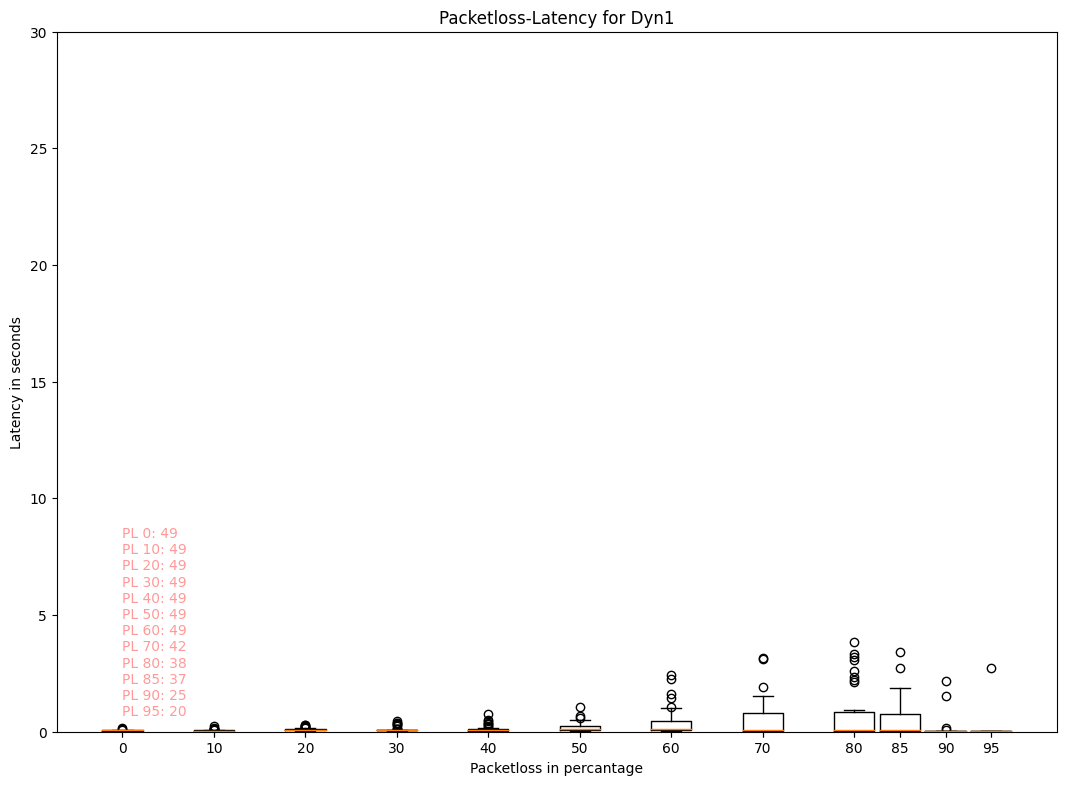 Packetloss-Latency for Dyn1
30
25
20
15
10
5
0
Latency in seconds
PL 0: 49
PL 10: 49
PL 20: 49
PL 30: 49
PL 40: 49
PL 50: 49
PL 60: 49
PL 70: 42
PL 80: 38
PL 85: 37
PL 90: 25
PL 95: 20
0 10 20 30 40 50 60 70 80 85 90 95
Packetloss in percantage